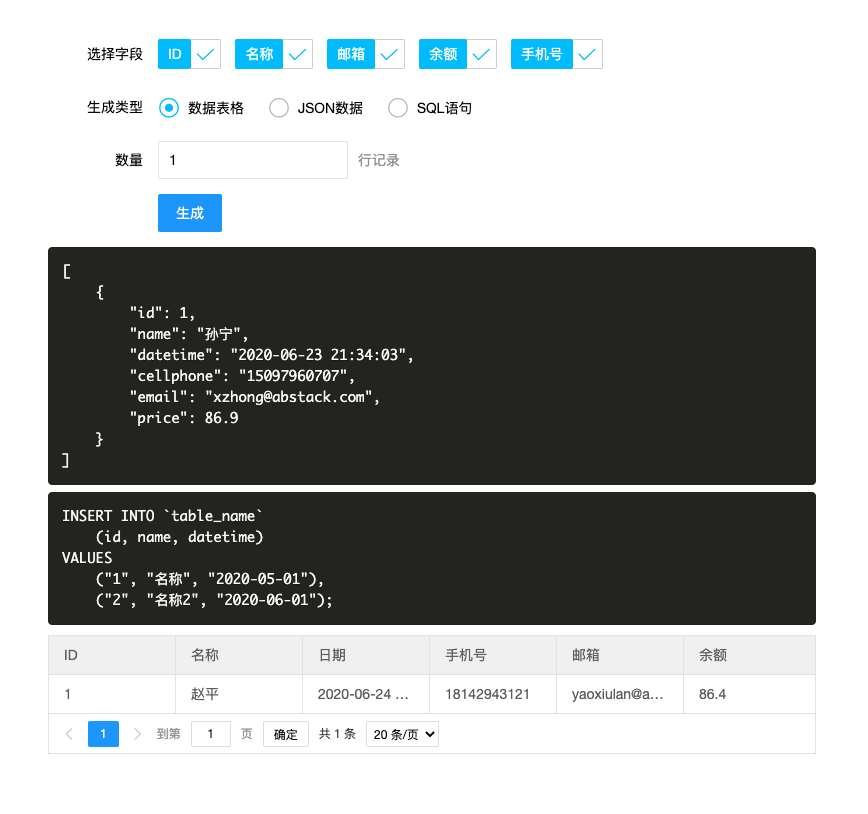 选择字段 ID 名称 邮箱 余额 手机号
生成类型 数据表格 JSON数据 SQL语句
数量 1 行记录
生成
[
    {
        "id": 1,
        "name": "孙宁",
        "datetime": "2020-06-23 21:34:03",
        "cellphone": "15097960707",
        "email": "xzhong@abstack.com",
        "price": 86.9
    }
]
INSERT INTO `table_name`
    (id, name, datetime)
VALUES
    ("1", "名称", "2020-05-01"),
    ("2", "名称2", "2020-06-01");
ID 名称 日期 手机号 邮箱 余额
1 赵平 2020-06-24 ... 18142943121 yaoxiulan@a... 86.4
1 到第 1 页 确定 共 1 条 20 条/页